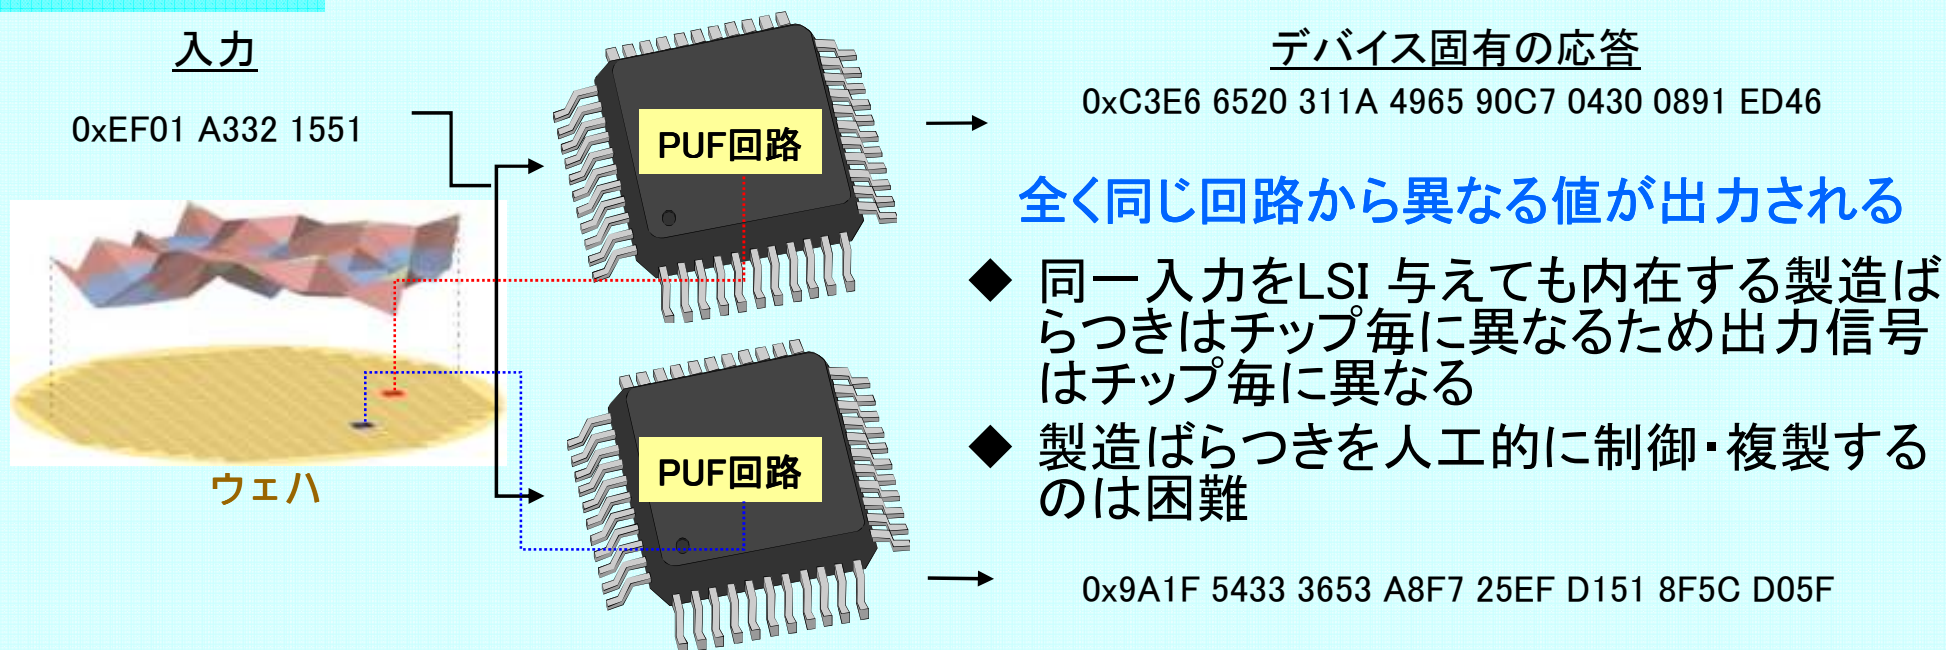 入力
0xEF01 A332 1551
ウェハ
PUF回路
PUF回路
デバイス固有の応答
0xC3E6 6520 311A 4965 90C7 0430 0891 ED46
全く同じ回路から異なる値が出力される
◆ 同一入力をLSI 与えても内在する製造ば
らつきはチップ毎に異なるため出力信号
はチップ毎に異なる
◆ 製造ばらつきを人工的に制御・複製する
のは困難
0x9A1F 5433 3653 A8F7 25EF D151 8F5C D05F